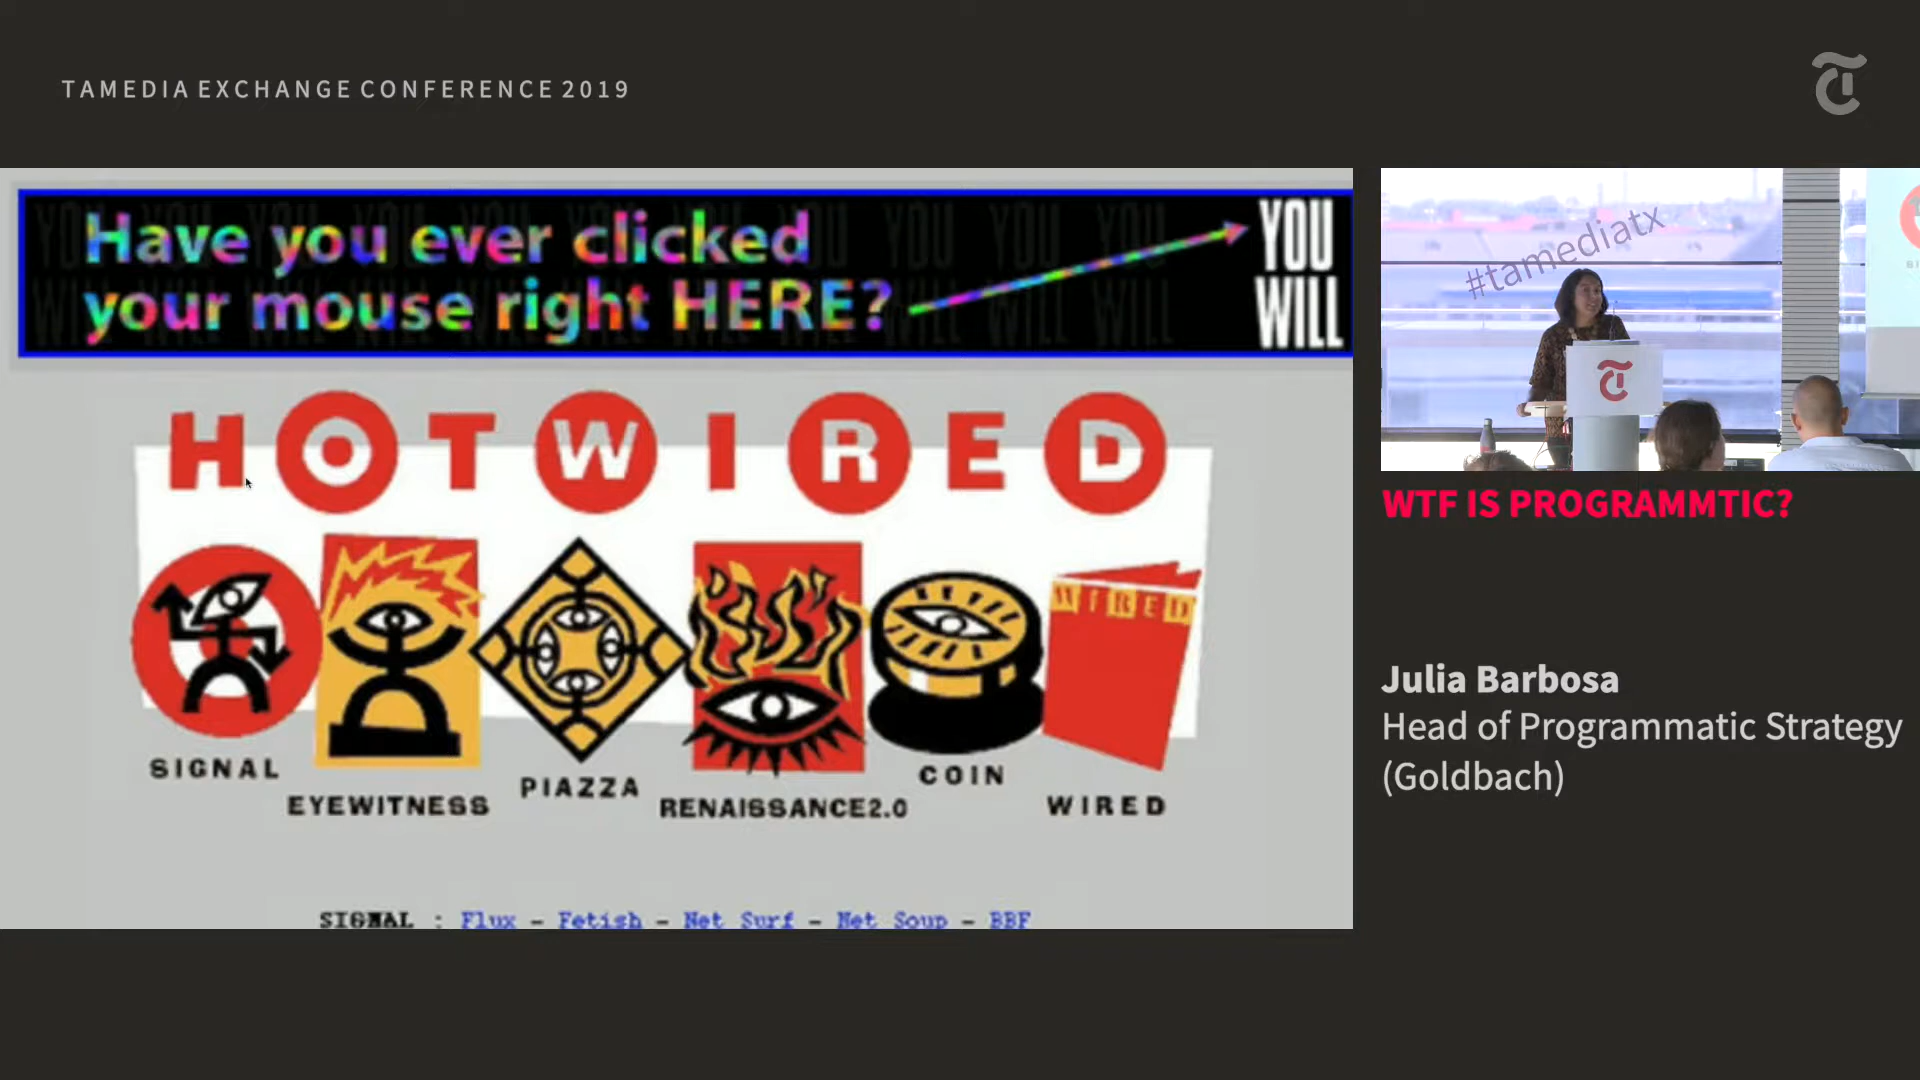 TAMEDIA EXCHANGE CONFERENCE 2019
Have you ever clicked
your mouse right HERE?
YOU
WILL
HOTWIRED
WIRED
SIGNAL
EYEWITNESS
PIAZZA
RENAISSANCE2.0
COIN
WIRED
SIGNAL : Flux - Fetish - Net Surf - Net Soup - BBF
#tamediatx
WTF IS PROGRAMMTIC?
Julia Barbosa
Head of Programmatic Strategy
(Goldbach)